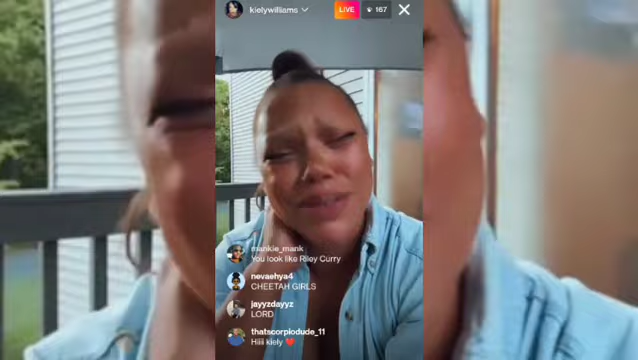 kielywilliams
LIVE
167
mankie_mank
You look like Riley Curry
nevaehya4
CHEETAH GIRLS
jayyzdayyz
LORD
thatscorpiodude_11
Hiiii kiely ❤️